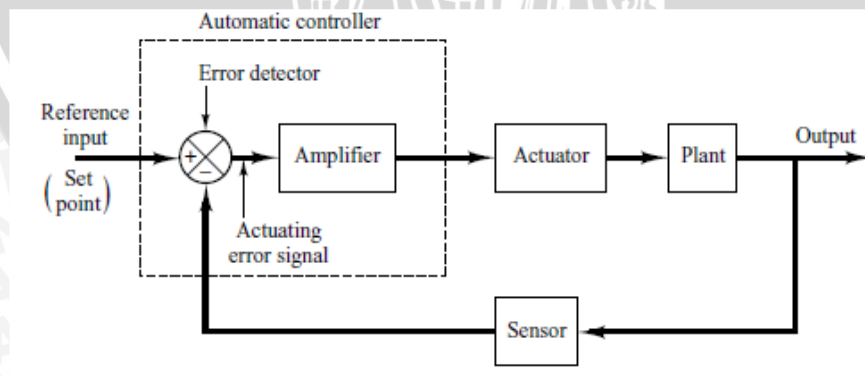 Automatic controller
Error detector
Reference
input
(Set
point)
+
−
Actuating
error signal
Amplifier
Actuator
Plant
Output
Sensor